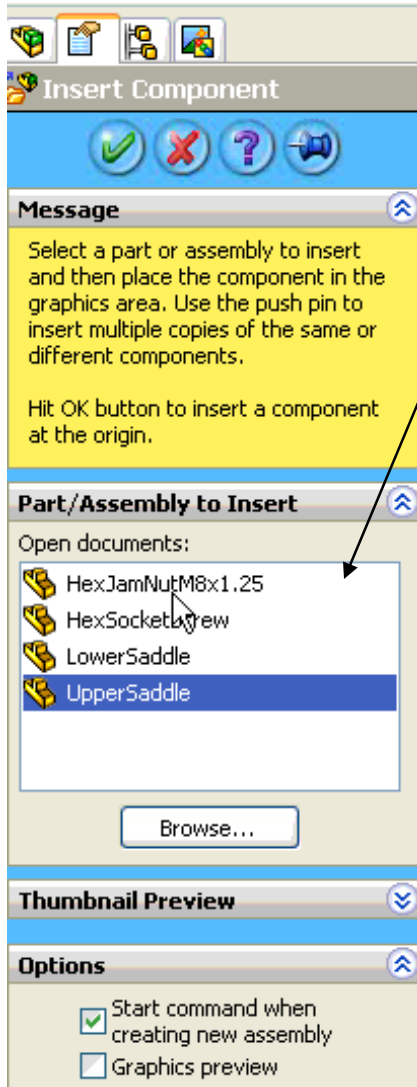 Insert Component
Message
Select a part or assembly to insert
and then place the component in the
graphics area. Use the push pin to
insert multiple copies of the same or
different components.
Hit OK button to insert a component
at the origin.
Part/Assembly to Insert
Open documents:
HexJamNutM8x1.25
HexSocketScrew
LowerSaddle
UpperSaddle
Browse...
Thumbnail Preview
Options
Start command when
creating new assembly
Graphics preview